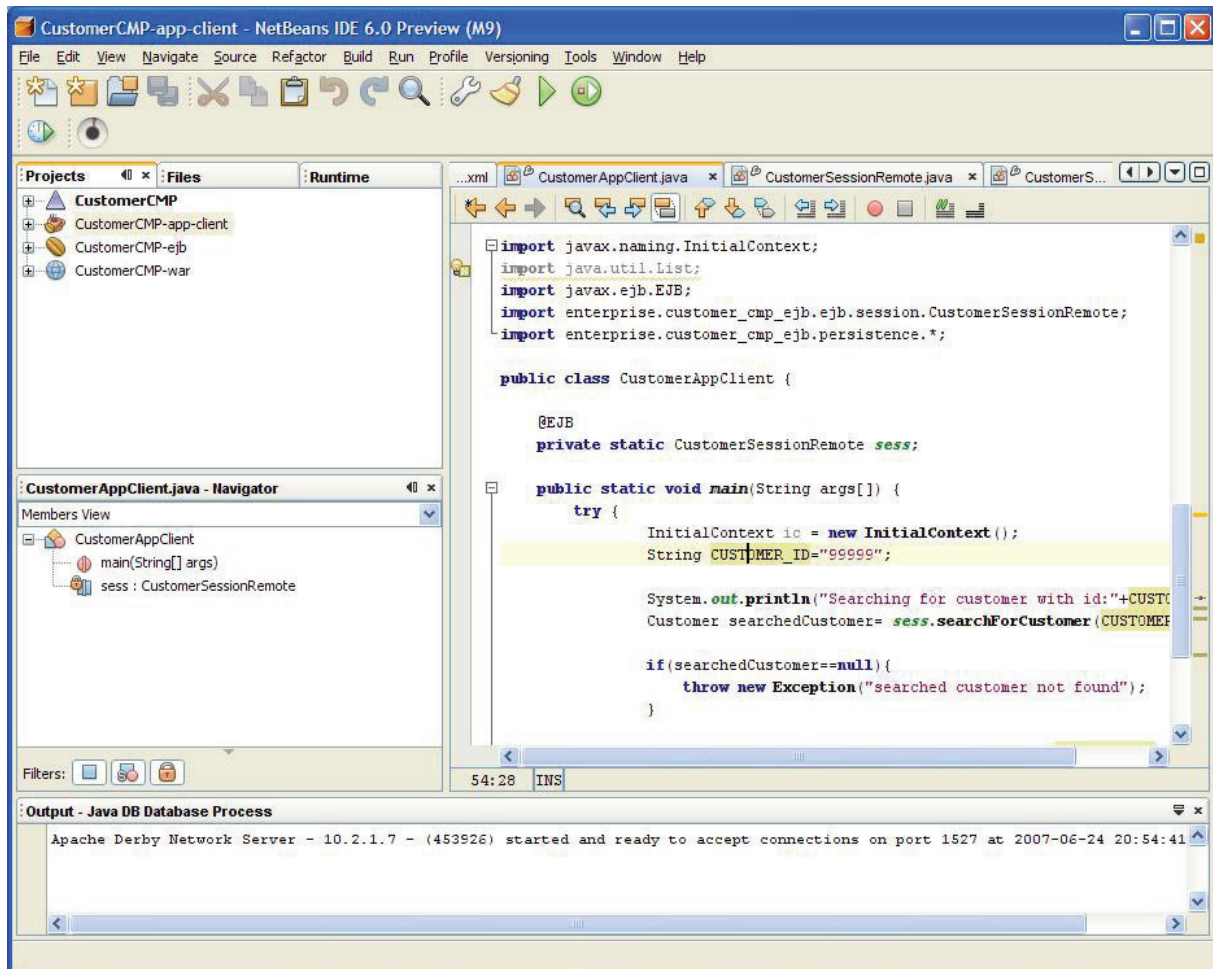 CustomerCMP-app-client - NetBeans IDE 6.0 Preview (M9)
File Edit View Navigate Source Refactor Build Run Profile Versioning Tools Window Help
Projects Files Runtime
CustomerCMP
CustomerCMP-app-client
CustomerCMP-ejb
CustomerCMP-war
CustomerAppClient.java - Navigator
Members View
CustomerAppClient
main(String[] args)
sess : CustomerSessionRemote
Filters:
...xml CustomerAppClient.java CustomerSessionRemote.java CustomerS...
import javax.naming.InitialContext;
import java.util.List;
import javax.ejb.EJB;
import enterprise.customer_cmp_ejb.ejb.session.CustomerSessionRemote;
import enterprise.customer_cmp_ejb.persistence.*;
public class CustomerAppClient {
@EJB
private static CustomerSessionRemote sess;
public static void main(String args[]) {
try {
InitialContext ic = new InitialContext();
String CUSTOMER_ID="99999";
System.out.println("Searching for customer with id:"+CUSTO
Customer searchedCustomer= sess.searchForCustomer(CUSTOMER
if(searchedCustomer==null){
throw new Exception("searched customer not found");
}
54:28 INS
Output - Java DB Database Process
Apache Derby Network Server - 10.2.1.7 - (453926) started and ready to accept connections on port 1527 at 2007-06-24 20:54:41